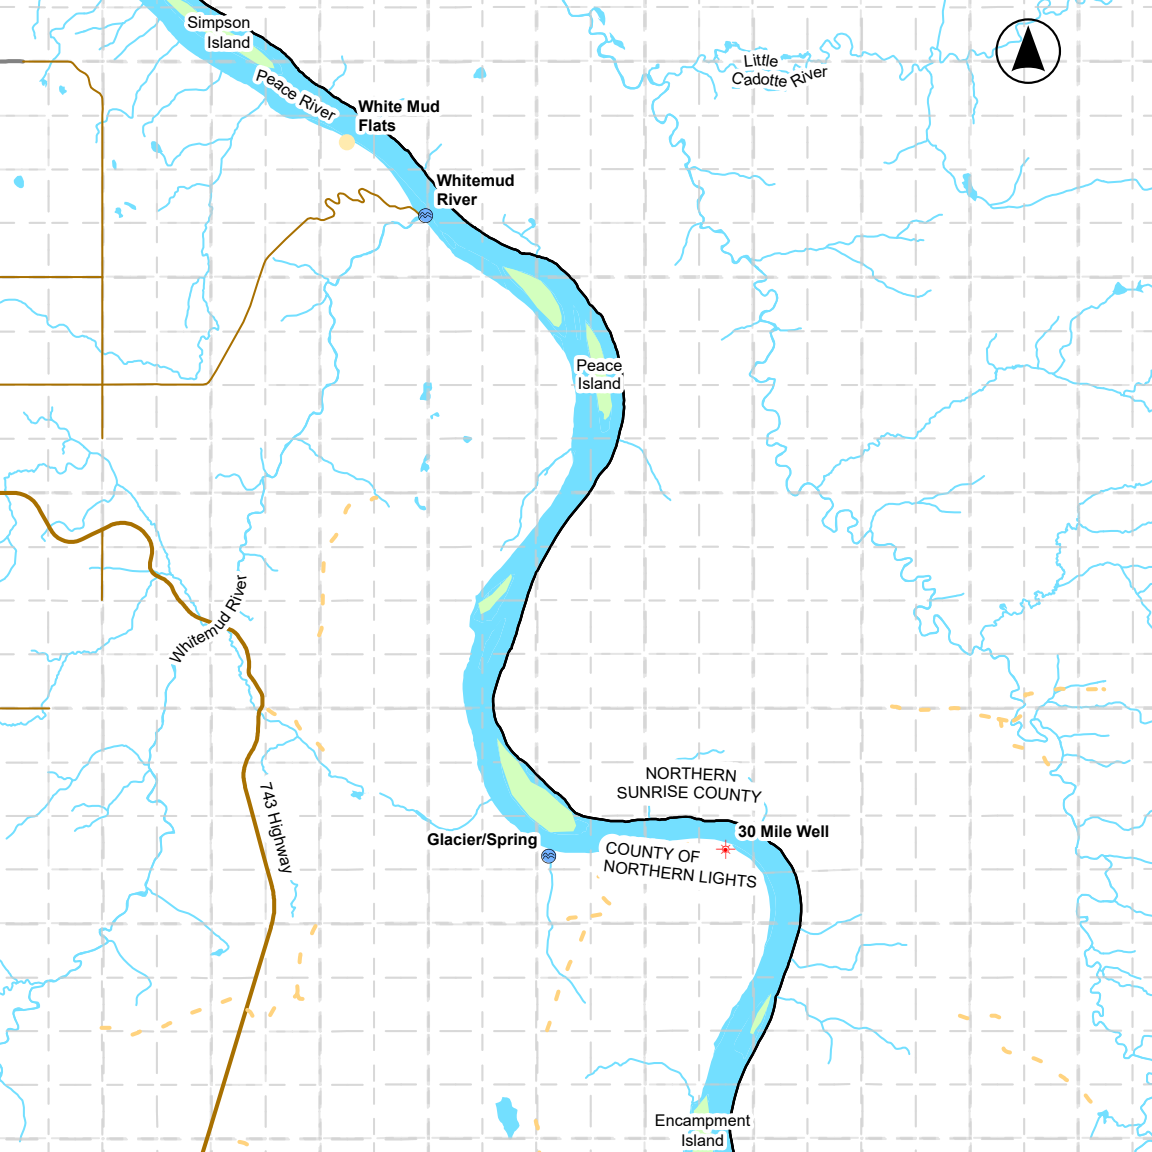 Simpson
Island
Little
Cadotte River
Peace River
White Mud
Flats
Whitemud
River
Peace
Island
Whitemud River
NORTHERN
SUNRISE COUNTY
743 Highway
30 Mile Well
Glacier/Spring
COUNTY OF
NORTHERN LIGHTS
Encampment
Island